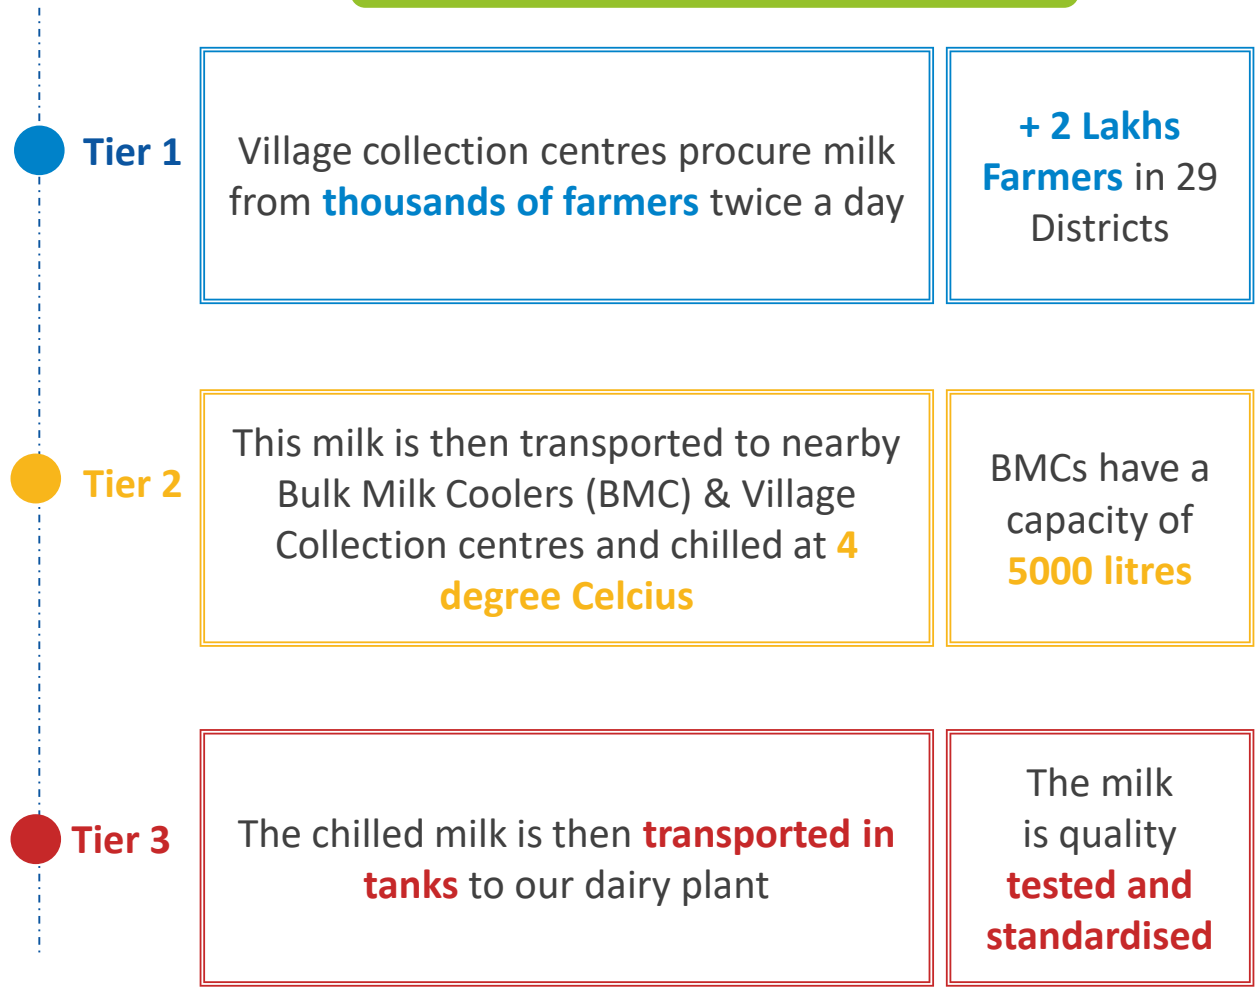 Tier 1
Village collection centres procure milk
from thousands of farmers twice a day
+ 2 Lakhs
Farmers in 29
Districts
Tier 2
This milk is then transported to nearby
Bulk Milk Coolers (BMC) & Village
Collection centres and chilled at 4
degree Celcius
BMCs have a
capacity of
5000 litres
Tier 3
The chilled milk is then transported in
tanks to our dairy plant
The milk
is quality
tested and
standardised